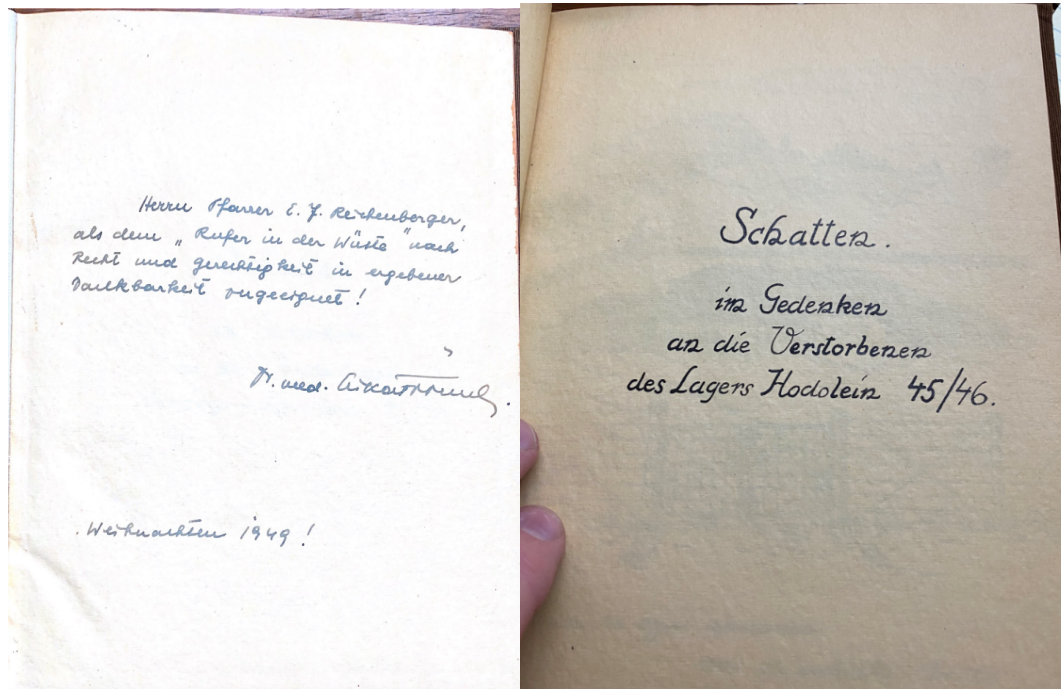 Herrn Pfarrer E. J. Reichenberger,
als dem „Rufer in der Wüste" nach
Recht und Gerechtigkeit in ergebener
Dankbarkeit zugeeignet!
Dr. med.
Weihnachten 1949!
Schatten.
im Gedenken
an die Verstorbenen
des Lagers Hodolein 45/46.